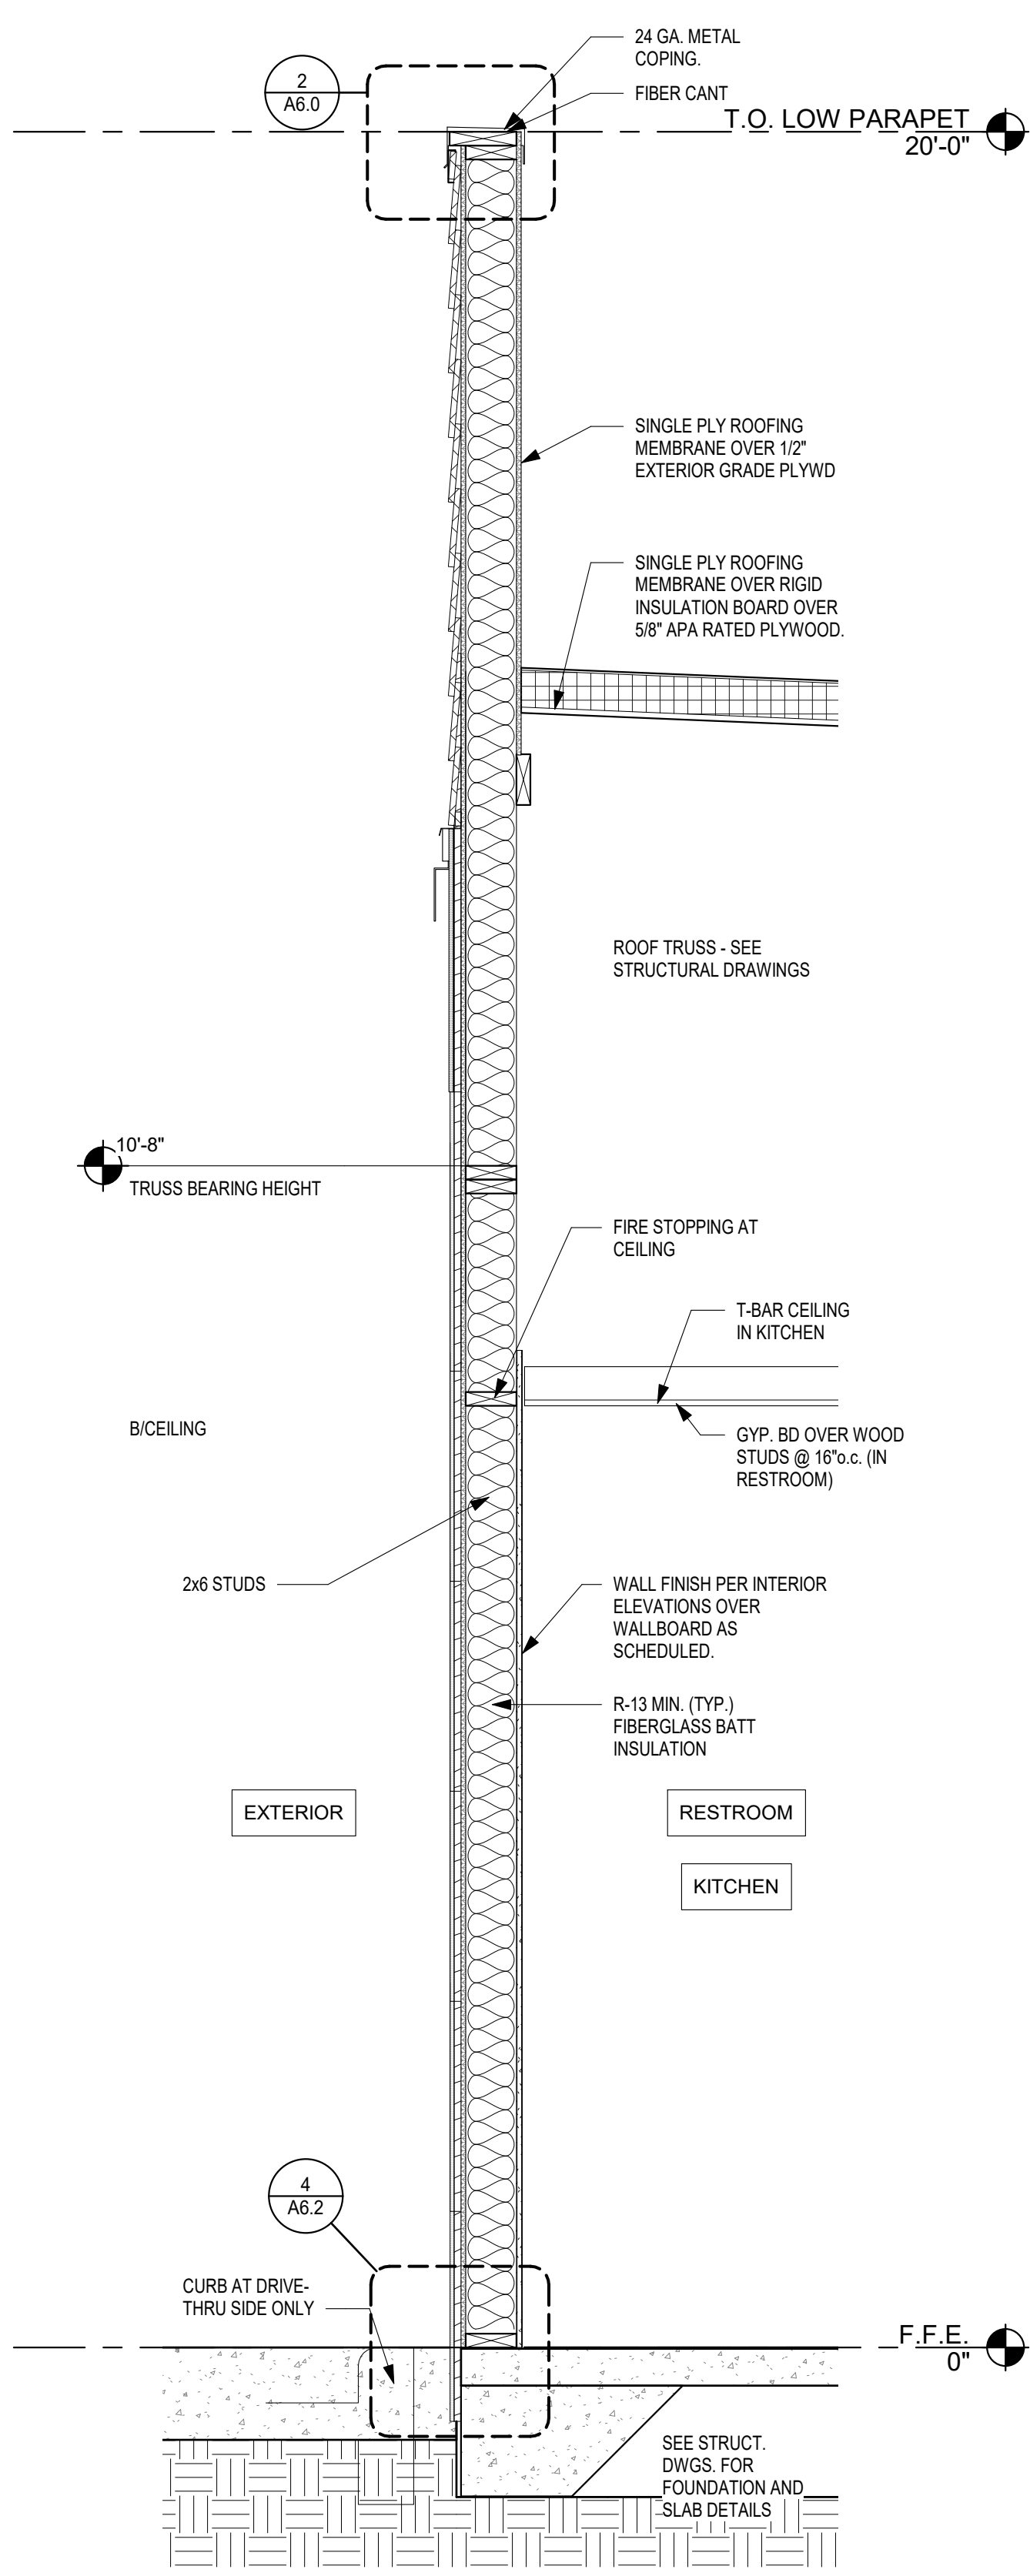 24 GA. METAL
COPING.
2
A6.0
FIBER CANT
T.O. LOW PARAPET
20'-0"
SINGLE PLY ROOFING
MEMBRANE OVER 1/2"
EXTERIOR GRADE PLYWD
SINGLE PLY ROOFING
MEMBRANE OVER RIGID
INSULATION BOARD OVER
5/8" APA RATED PLYWOOD.
ROOF TRUSS - SEE
STRUCTURAL DRAWINGS
10'-8"
TRUSS BEARING HEIGHT
FIRE STOPPING AT
CEILING
T-BAR CEILING
IN KITCHEN
B/CEILING
GYP. BD OVER WOOD
STUDS @ 16"o.c. (IN
RESTROOM)
2x6 STUDS
WALL FINISH PER INTERIOR
ELEVATIONS OVER
WALLBOARD AS
SCHEDULED.
R-13 MIN. (TYP.)
FIBERGLASS BATT
INSULATION
EXTERIOR
RESTROOM
KITCHEN
4
A6.2
CURB AT DRIVE-
THRU SIDE ONLY
F.F.E.
0"
SEE STRUCT.
DWGS. FOR
FOUNDATION AND
SLAB DETAILS